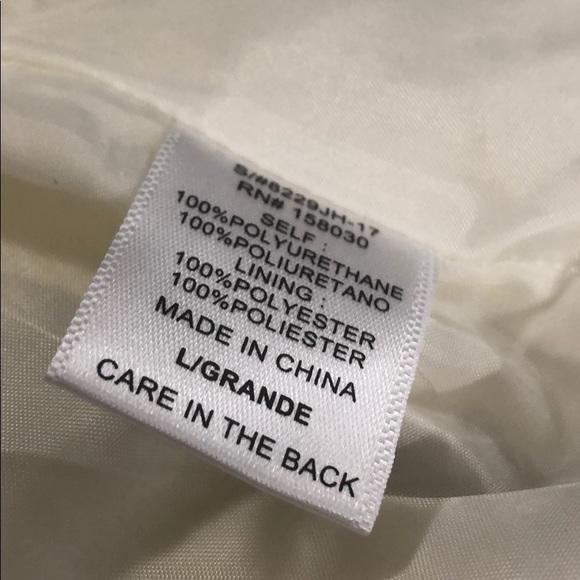 S/#8229JH-17
RN# 158030
SELF :
100%POLYURETHANE
100%POLIURETANO
LINING :
100%POLYESTER
100%POLIESTER
MADE IN CHINA
L/GRANDE
CARE IN THE BACK